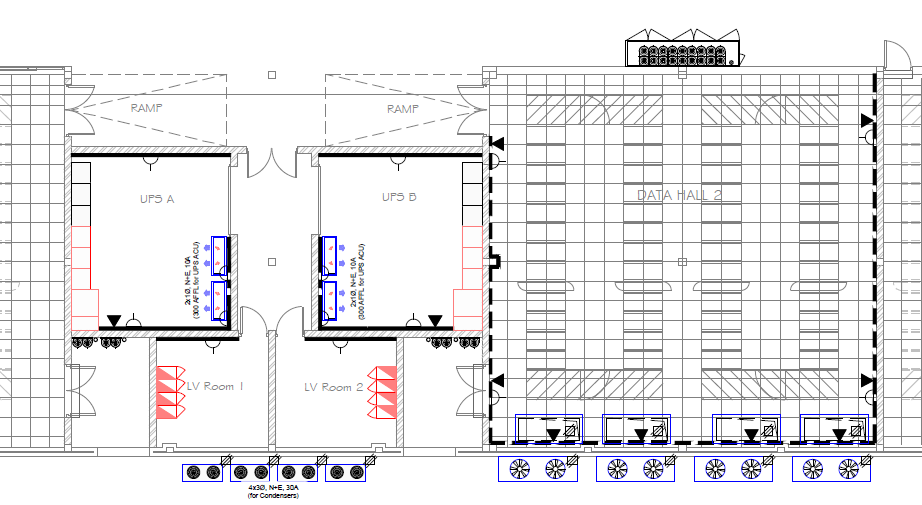 RAMP
RAMP
UPS A
UPS B
DATA HALL 2
2x1Ø, N+E, 10A
(300 AFFL for UPS ACU)
2x1Ø, N+E, 10A
(300 AFFL for UPS ACU)
LV Room 1
LV Room 2
4x3Ø, N+E, 30A
(for Condensers)